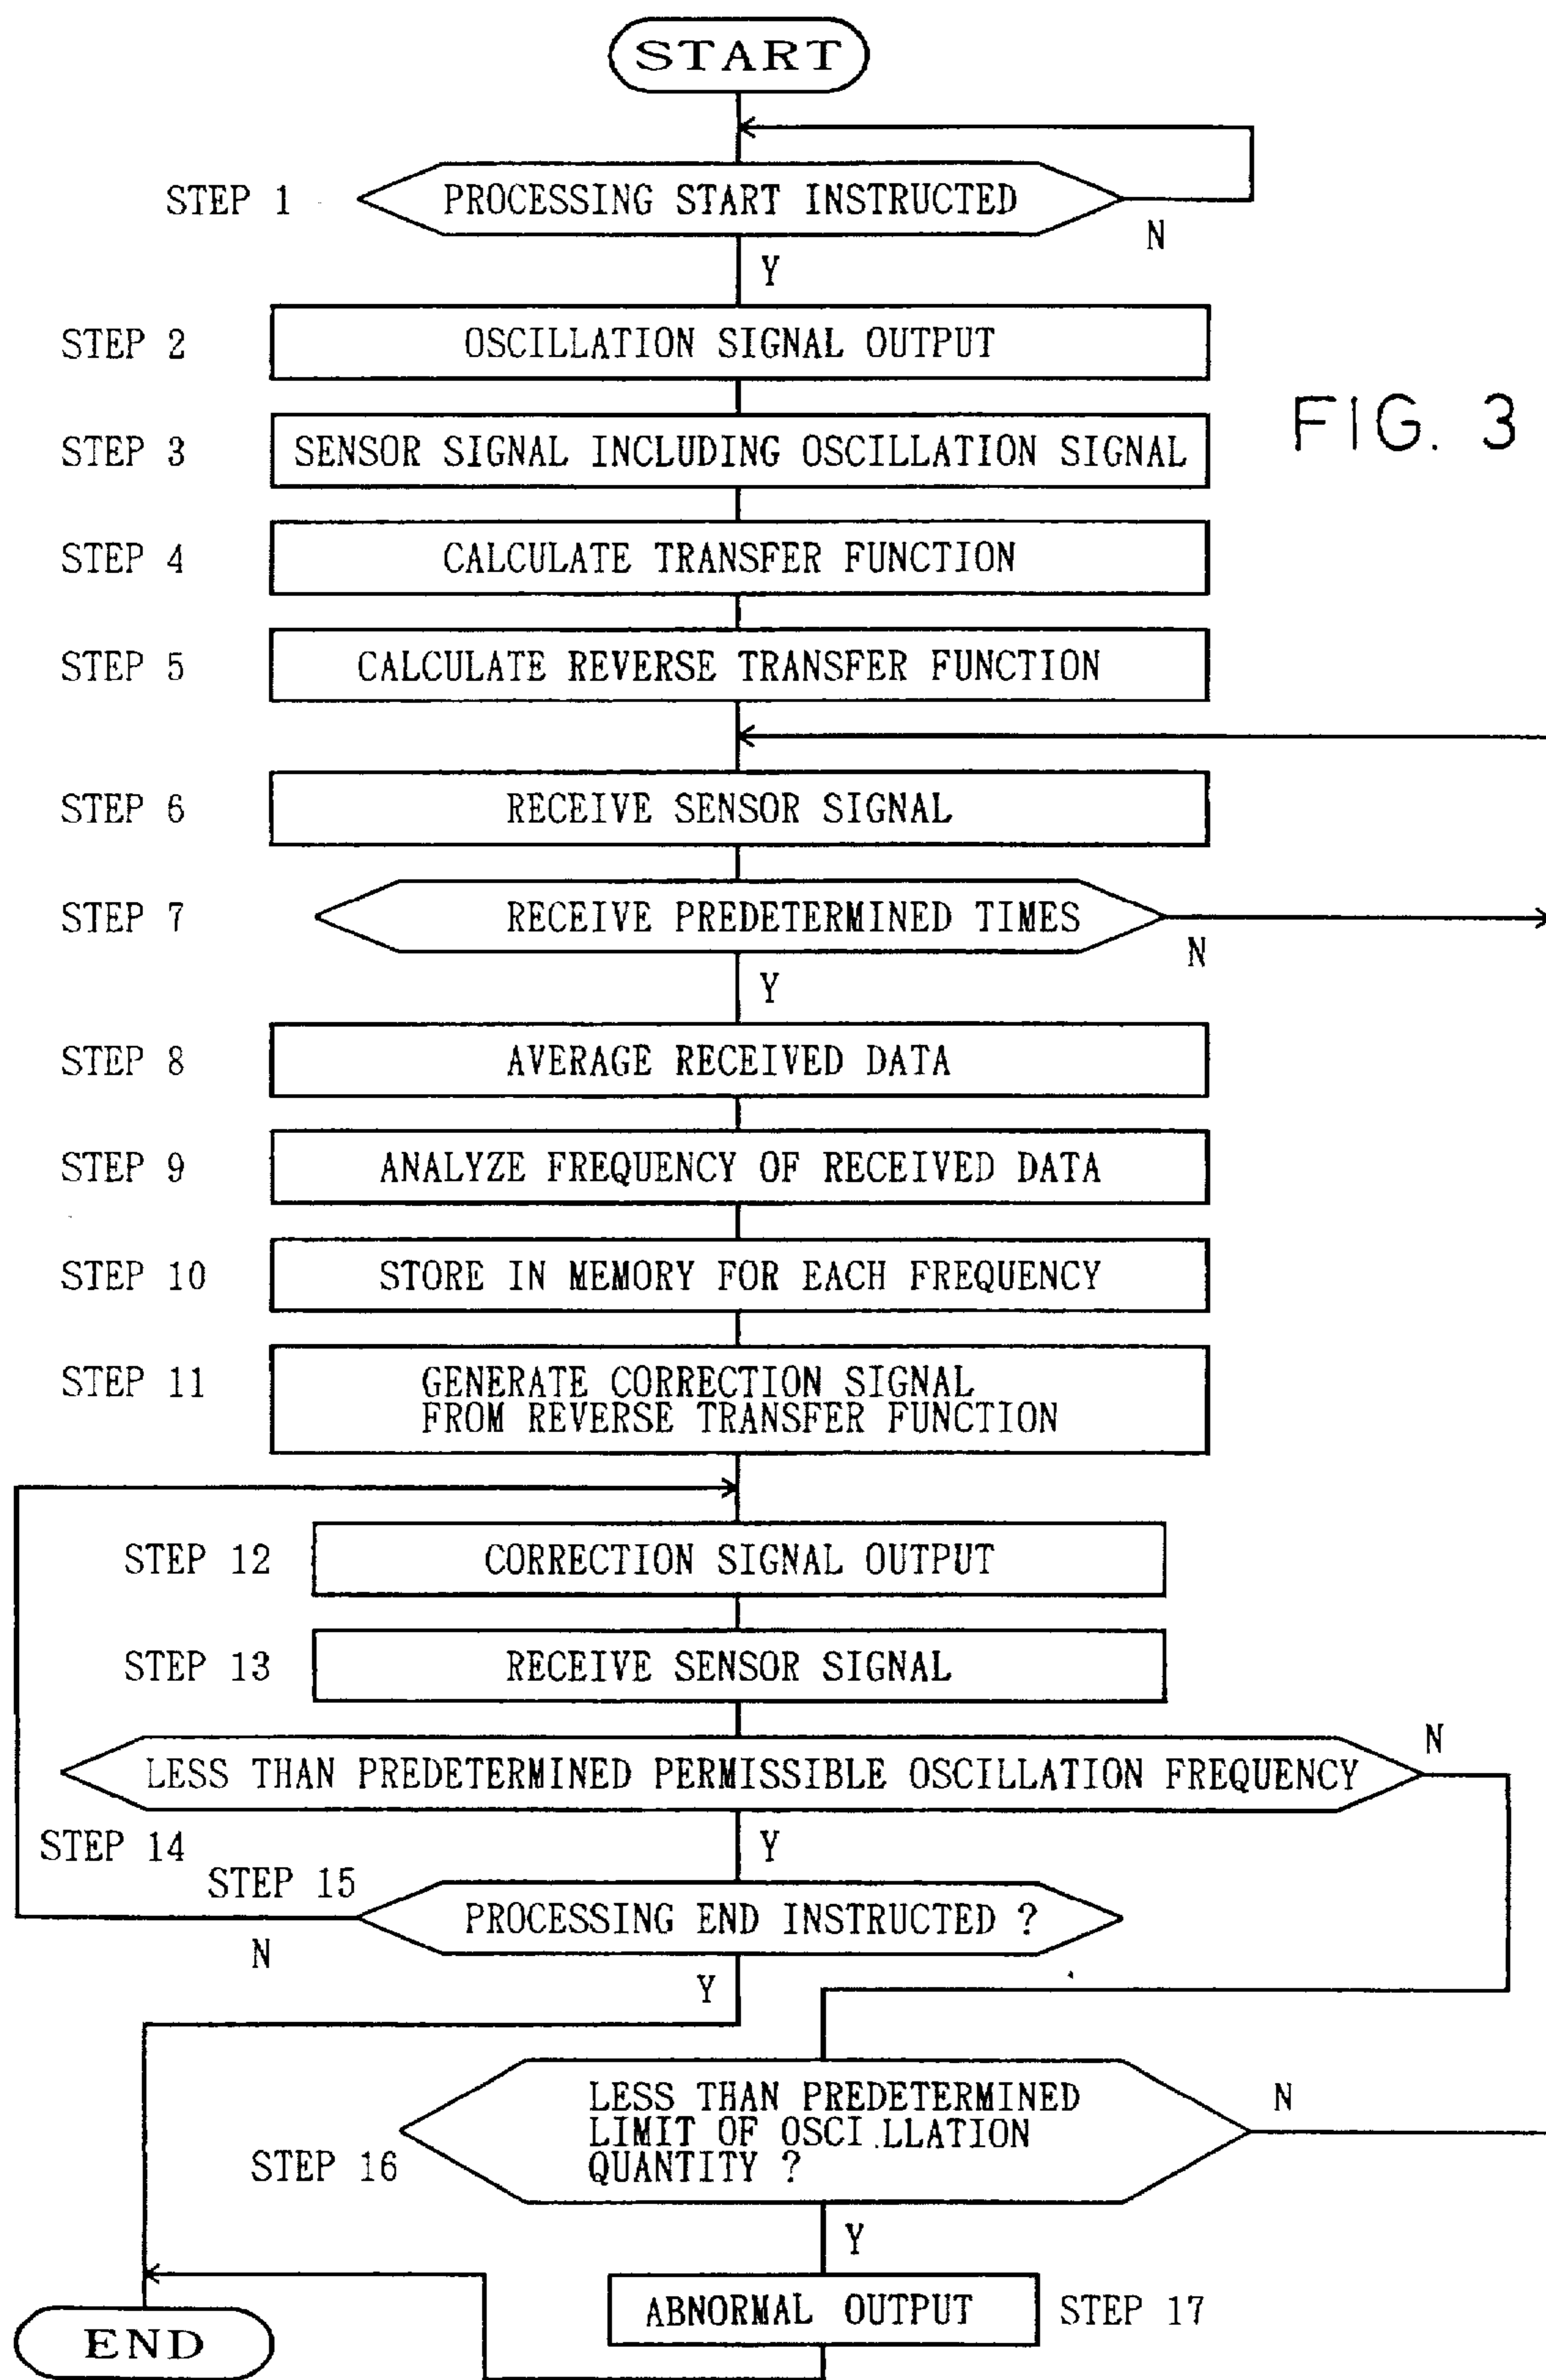 START
STEP 1 PROCESSING START INSTRUCTED
N
Y
STEP 2 OSCILLATION SIGNAL OUTPUT
FIG. 3
STEP 3 SENSOR SIGNAL INCLUDING OSCILLATION SIGNAL
STEP 4 CALCULATE TRANSFER FUNCTION
STEP 5 CALCULATE REVERSE TRANSFER FUNCTION
STEP 6 RECEIVE SENSOR SIGNAL
STEP 7 RECEIVE PREDETERMINED TIMES
N
Y
STEP 8 AVERAGE RECEIVED DATA
STEP 9 ANALYZE FREQUENCY OF RECEIVED DATA
STEP 10 STORE IN MEMORY FOR EACH FREQUENCY
STEP 11 GENERATE CORRECTION SIGNAL
FROM REVERSE TRANSFER FUNCTION
STEP 12 CORRECTION SIGNAL OUTPUT
STEP 13 RECEIVE SENSOR SIGNAL
N
LESS THAN PREDETERMINED PERMISSIBLE OSCILLATION FREQUENCY
STEP 14
Y
STEP 15
PROCESSING END INSTRUCTED ?
N
Y
LESS THAN PREDETERMINED
LIMIT OF OSCI.LLATION
QUANTITY ?
N
STEP 16
Y
ABNORMAL OUTPUT STEP 17
END